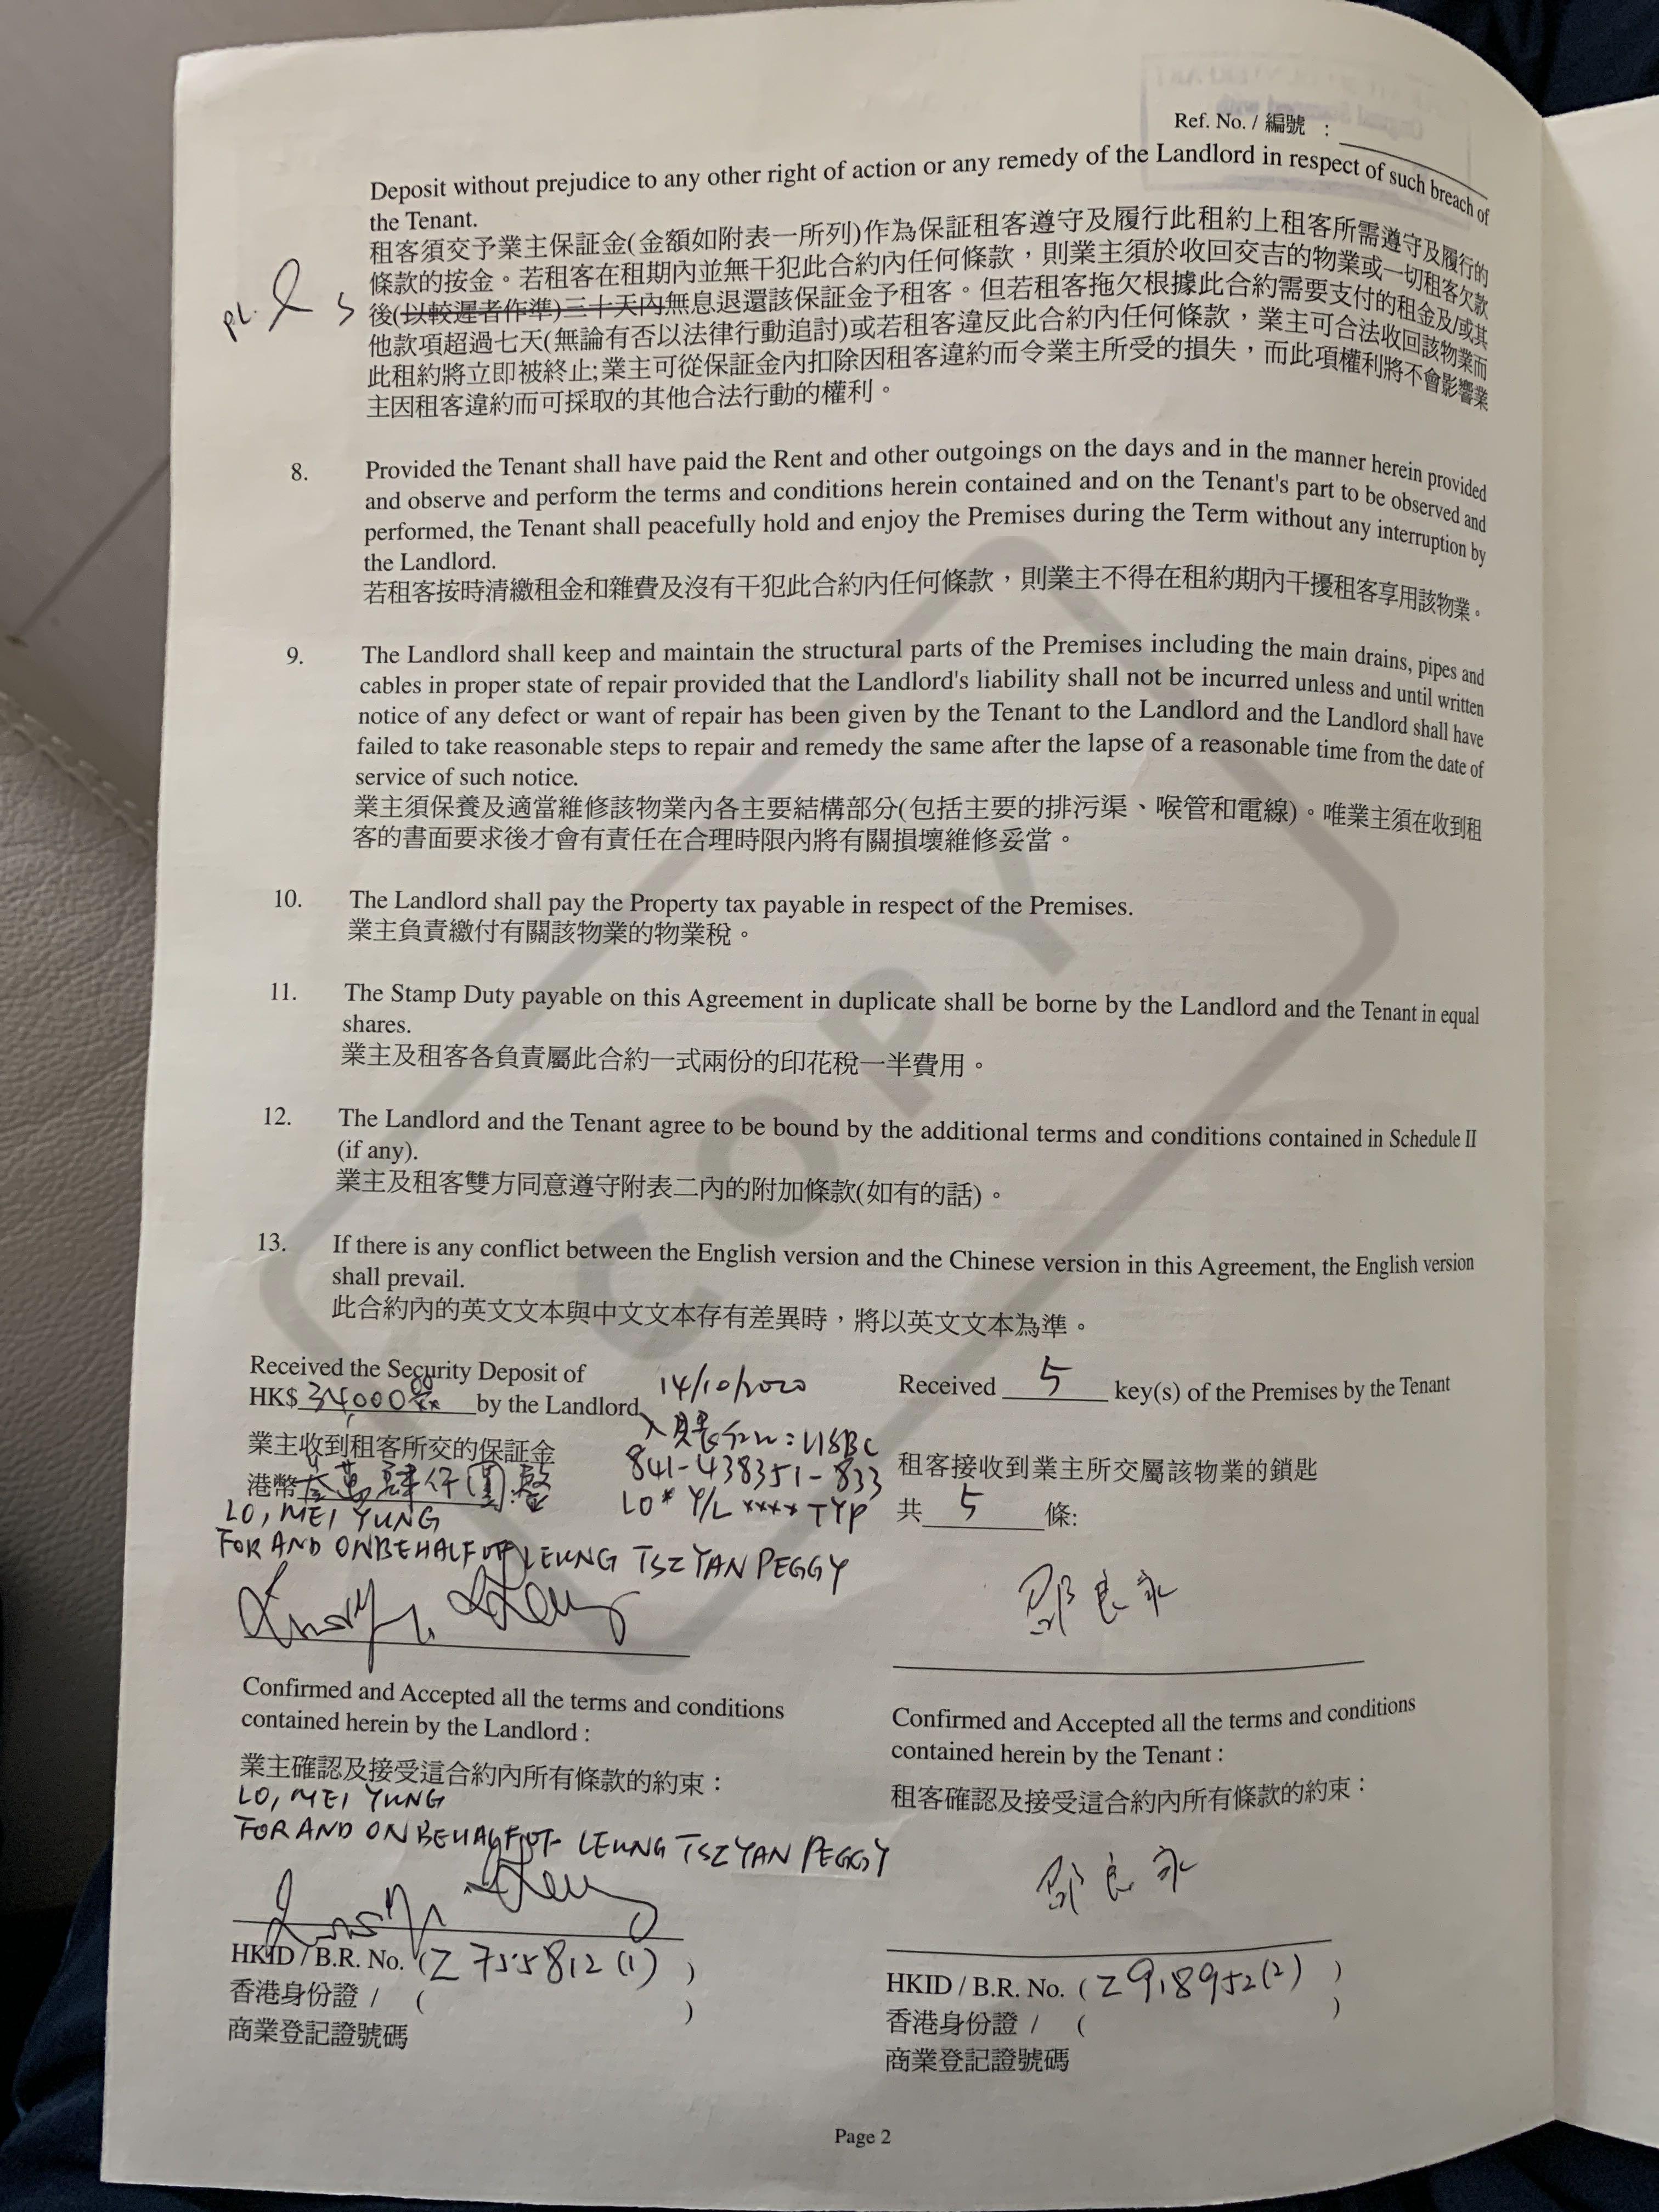 Ref. No. / 編號 :
Deposit without prejudice to any other right of action or any remedy of the Landlord in respect of such breach of
the Tenant.
租客須交予業主保証金(金額如附表一所列)作為保証租客遵守及履行此租約上租客所需遵守及履行的
條款的按金。若租客在租期內並無干犯此合約內任何條款，則業主須於收回交吉的物業或一切租客欠款
後(以較遲者作準)三十天內無息退還該保証金予租客。但若租客拖欠根據此合約需要支付的租金及/或其
他款項超過七天(無論有否以法律行動追討)或若租客違反此合約內任何條款，業主可合法收回該物業而
此租約將立即被終止;業主可從保証金內扣除因租客違約而令業主所受的損失，而此項權利將不會影響業
主因租客違約而可採取的其他合法行動的權利。
8. Provided the Tenant shall have paid the Rent and other outgoings on the days and in the manner herein provided
and observe and perform the terms and conditions herein contained and on the Tenant's part to be observed and
performed, the Tenant shall peacefully hold and enjoy the Premises during the Term without any interruption by
the Landlord.
若租客按時清繳租金和雜費及沒有干犯此合約內任何條款，則業主不得在租約期內干擾租客享用該物業。
9. The Landlord shall keep and maintain the structural parts of the Premises including the main drains, pipes and
cables in proper state of repair provided that the Landlord's liability shall not be incurred unless and until written
notice of any defect or want of repair has been given by the Tenant to the Landlord and the Landlord shall have
failed to take reasonable steps to repair and remedy the same after the lapse of a reasonable time from the date of
service of such notice.
業主須保養及適當維修該物業內各主要結構部分(包括主要的排污渠、喉管和電線)。唯業主須在收到租
客的書面要求後才會有責任在合理時限內將有關損壞維修妥當。
10. The Landlord shall pay the Property tax payable in respect of the Premises.
業主負責繳付有關該物業的物業稅。
11. The Stamp Duty payable on this Agreement in duplicate shall be borne by the Landlord and the Tenant in equal
shares.
業主及租客各負責屬此合約一式兩份的印花稅一半費用。
12. The Landlord and the Tenant agree to be bound by the additional terms and conditions contained in Schedule II
(if any).
業主及租客雙方同意遵守附表二內的附加條款(如有的話)。
13. If there is any conflict between the English version and the Chinese version in this Agreement, the English version
shall prevail.
此合約內的英文文本與中文文本存有差異時，將以英文文本為準。
COPY
Received the Security Deposit of
HK$ 34,000 by the Landlord
14/10/2020
HSBC
841-438351-833
LO* Y/L **** TYP
業主收到租客所交的保証金
港幣叁萬肆仟圓整
LO, MEI YUNG
FOR AND ON BEHALF OF LEUNG TSZ YAN PEGGY
Received 5 key(s) of the Premises by the Tenant
租客接收到業主所交屬該物業的鎖匙
共 5 條:
邵良永
Confirmed and Accepted all the terms and conditions
contained herein by the Landlord :
業主確認及接受這合約內所有條款的約束：
LO, MEI YUNG
FOR AND ON BEHALF OF LEUNG TSZ YAN PEGGY
HKID / B.R. No. (Z 755812 (1) )
香港身份證 / ( )
商業登記證號碼
Confirmed and Accepted all the terms and conditions
contained herein by the Tenant :
租客確認及接受這合約內所有條款的約束：
邵良永
HKID / B.R. No. ( Z 918952(2) )
香港身份證 / ( )
商業登記證號碼
Page 2